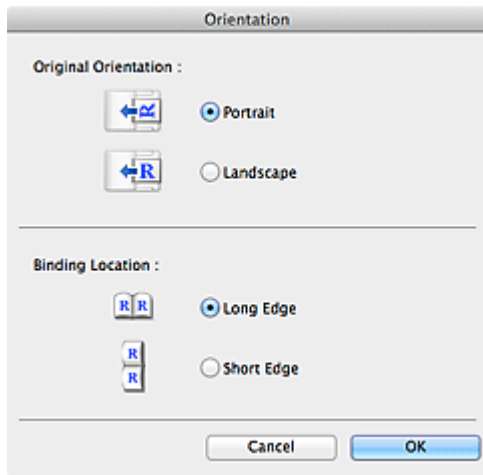 Orientation
Original Orientation :
R
Portrait
R
Landscape
Binding Location :
R R
Long Edge
R
R
Short Edge
Cancel
OK